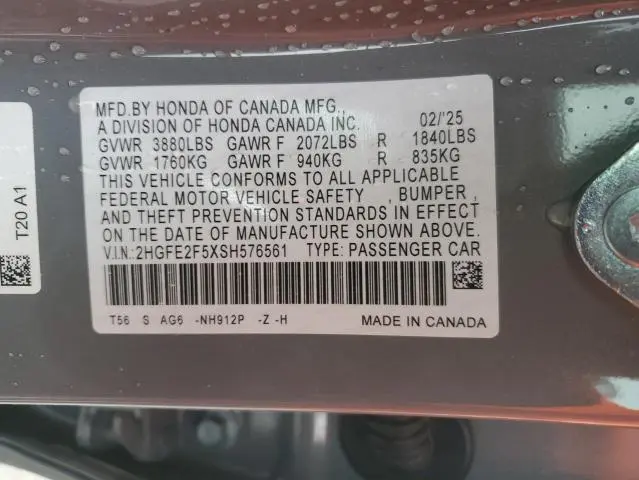 MFD.BY HONDA OF CANADA MFG.,
A DIVISION OF HONDA CANADA INC. 02/'25
GVWR 3880LBS GAWR F 2072LBS R 1840LBS
GVWR 1760KG GAWR F 940KG R 835KG
THIS VEHICLE CONFORMS TO ALL APPLICABLE
FEDERAL MOTOR VEHICLE SAFETY , BUMPER ,
AND THEFT PREVENTION STANDARDS IN EFFECT
ON THE DATE OF MANUFACTURE SHOWN ABOVE.
V.I.N.:2HGFE2F5XSH576561 TYPE: PASSENGER CAR
T56 S AG6 -NH912P -Z -H MADE IN CANADA
T20 A1